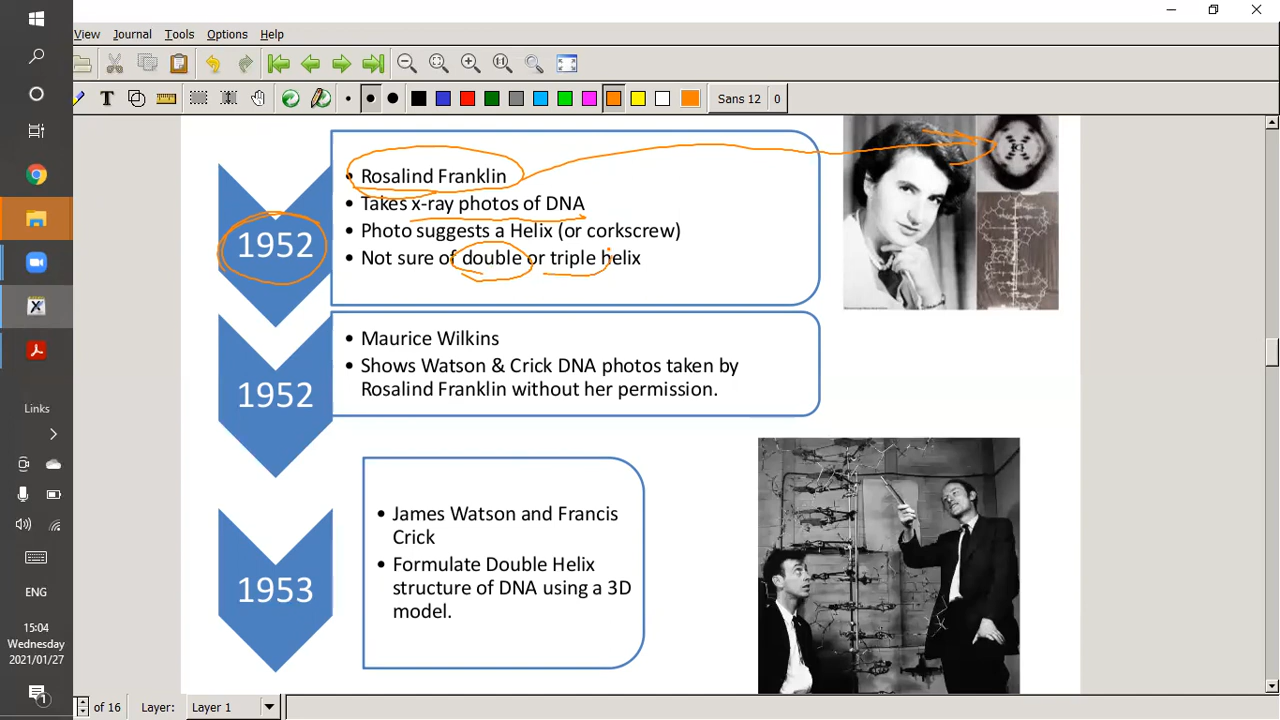 View Journal Tools Options Help
T Sans 12 0
1952
• Rosalind Franklin
• Takes x-ray photos of DNA
• Photo suggests a Helix (or corkscrew)
• Not sure of double or triple helix
1952
• Maurice Wilkins
• Shows Watson & Crick DNA photos taken by
Rosalind Franklin without her permission.
1953
• James Watson and Francis
Crick
• Formulate Double Helix
structure of DNA using a 3D
model.
Links
ENG
15:04
Wednesday
2021/01/27
1
of 16 Layer: Layer 1